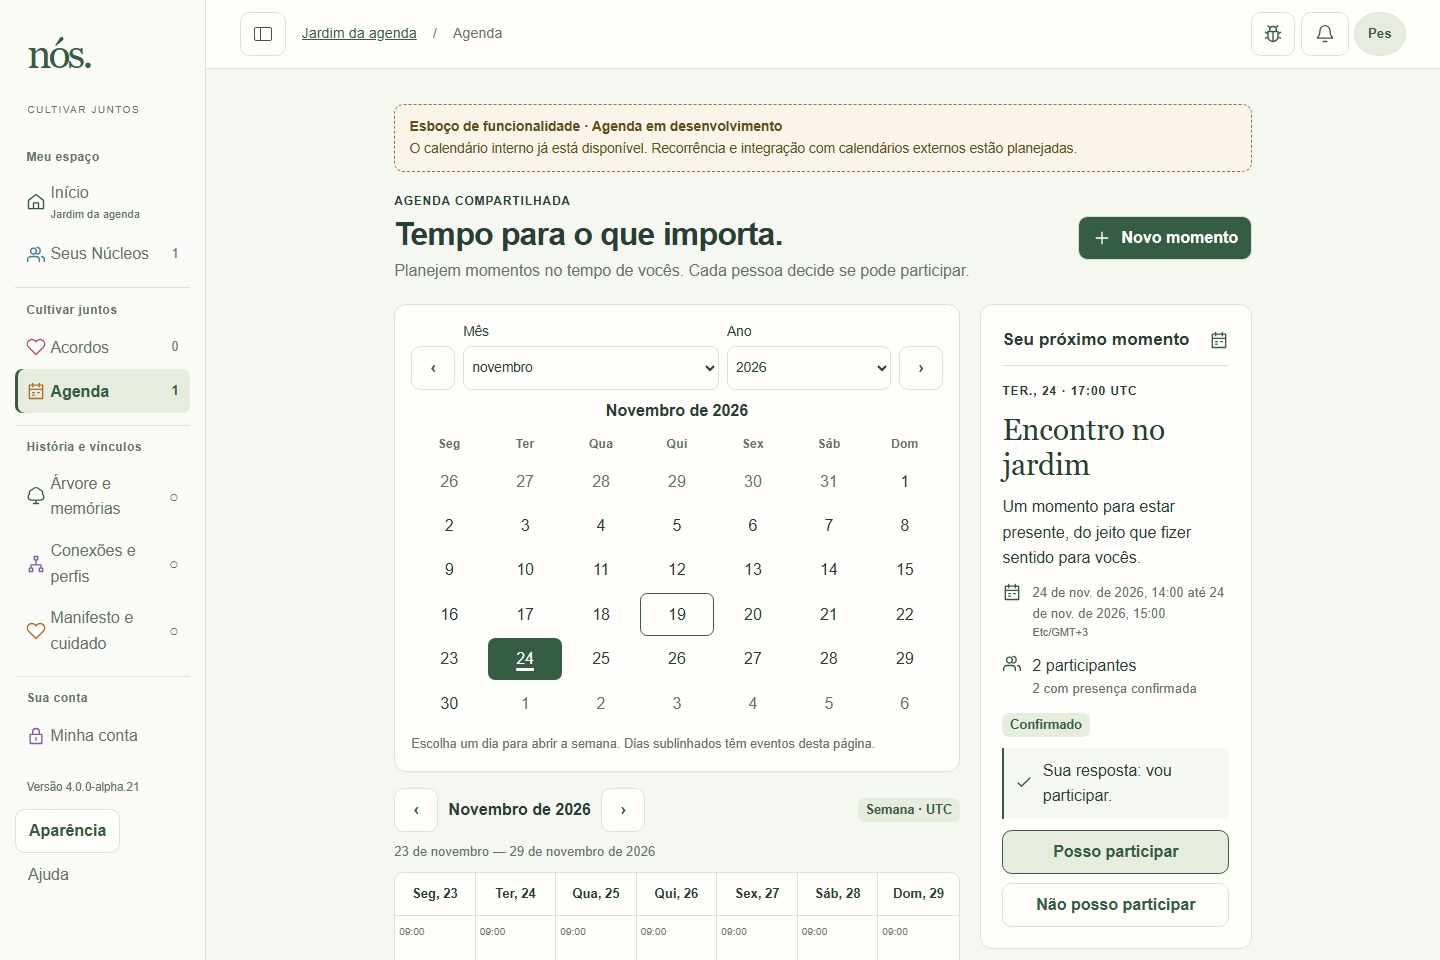 nós.
CULTIVAR JUNTOS
Meu espaço
Início
Jardim da agenda
Seus Núcleos 1
Cultivar juntos
Acordos 0
Agenda 1
História e vínculos
Árvore e
memórias
Conexões e
perfis
Manifesto e
cuidado
Sua conta
Minha conta
Versão 4.0.0-alpha.21
Aparência
Ajuda
Jardim da agenda / Agenda
Pes
Esboço de funcionalidade · Agenda em desenvolvimento
O calendário interno já está disponível. Recorrência e integração com calendários externos estão planejadas.
AGENDA COMPARTILHADA
Tempo para o que importa.
Planejem momentos no tempo de vocês. Cada pessoa decide se pode participar.
+ Novo momento
Mês Ano
‹ novembro 2026 ›
Novembro de 2026
Seg Ter Qua Qui Sex Sáb Dom
26 27 28 29 30 31 1
2 3 4 5 6 7 8
9 10 11 12 13 14 15
16 17 18 19 20 21 22
23 24 25 26 27 28 29
30 1 2 3 4 5 6
Escolha um dia para abrir a semana. Dias sublinhados têm eventos desta página.
‹ Novembro de 2026 › Semana · UTC
23 de novembro — 29 de novembro de 2026
Seg, 23 Ter, 24 Qua, 25 Qui, 26 Sex, 27 Sáb, 28 Dom, 29
09:00 09:00 09:00 09:00 09:00 09:00 09:00
Seu próximo momento
TER., 24 · 17:00 UTC
Encontro no
jardim
Um momento para estar
presente, do jeito que fizer
sentido para vocês.
24 de nov. de 2026, 14:00 até 24
de nov. de 2026, 15:00
Etc/GMT+3
2 participantes
2 com presença confirmada
Confirmado
Sua resposta: vou
participar.
Posso participar
Não posso participar